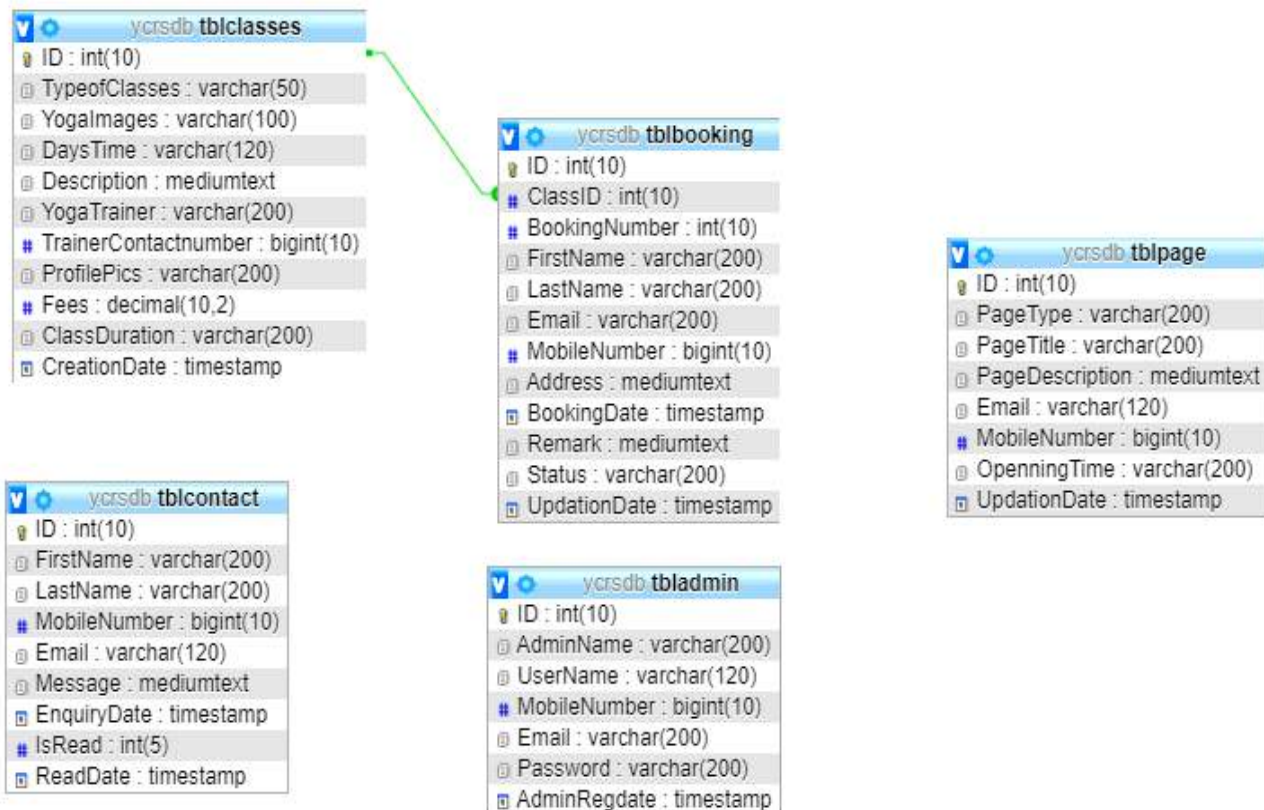 ycrsdb tblclasses
ID : int(10)
TypeofClasses : varchar(50)
YogaImages : varchar(100)
DaysTime : varchar(120)
Description : mediumtext
YogaTrainer : varchar(200)
TrainerContactnumber : bigint(10)
ProfilePics : varchar(200)
Fees : decimal(10,2)
ClassDuration : varchar(200)
CreationDate : timestamp
ycrsdb tblbooking
ID : int(10)
ClassID : int(10)
BookingNumber : int(10)
FirstName : varchar(200)
LastName : varchar(200)
Email : varchar(200)
MobileNumber : bigint(10)
Address : mediumtext
BookingDate : timestamp
Remark : mediumtext
Status : varchar(200)
UpdationDate : timestamp
ycrsdb tblpage
ID : int(10)
PageType : varchar(200)
PageTitle : varchar(200)
PageDescription : mediumtext
Email : varchar(120)
MobileNumber : bigint(10)
OpenningTime : varchar(200)
UpdationDate : timestamp
ycrsdb tblcontact
ID : int(10)
FirstName : varchar(200)
LastName : varchar(200)
MobileNumber : bigint(10)
Email : varchar(120)
Message : mediumtext
EnquiryDate : timestamp
IsRead : int(5)
ReadDate : timestamp
ycrsdb tbladmin
ID : int(10)
AdminName : varchar(200)
UserName : varchar(120)
MobileNumber : bigint(10)
Email : varchar(200)
Password : varchar(200)
AdminRegdate : timestamp